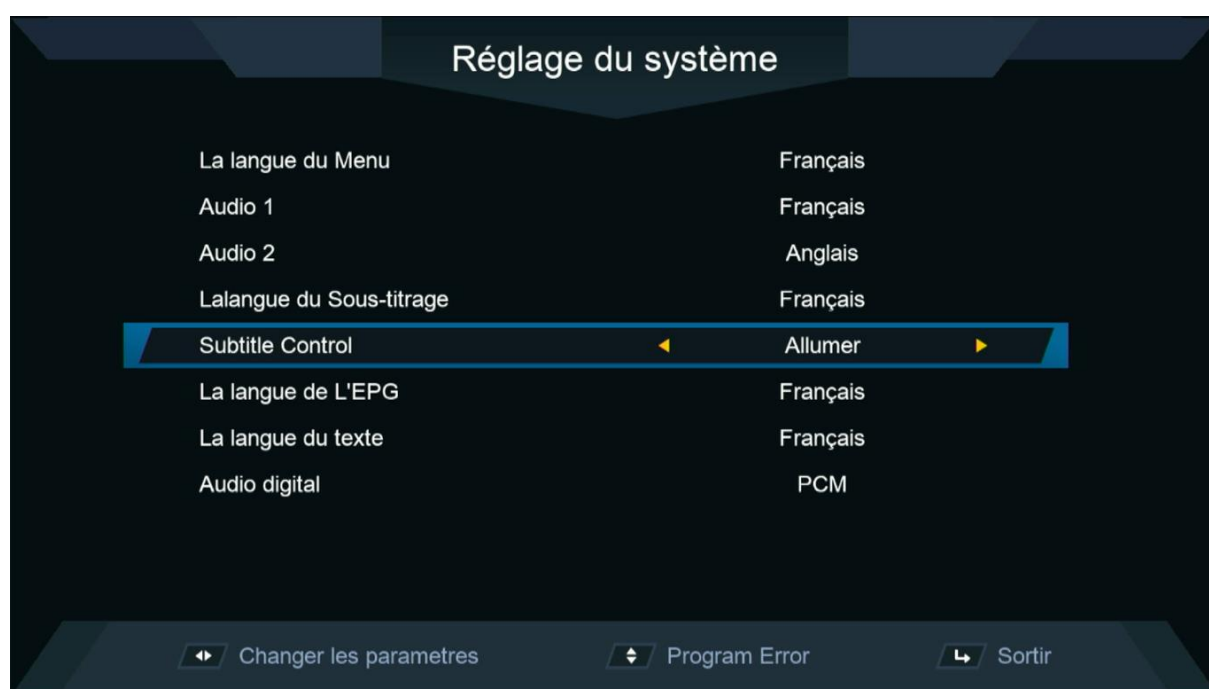 Réglage du système
La langue du Menu Français
Audio 1 Français
Audio 2 Anglais
Lalangue du Sous-titrage Français
Subtitle Control Allumer
La langue de L'EPG Français
La langue du texte Français
Audio digital PCM
Changer les parametres Program Error Sortir